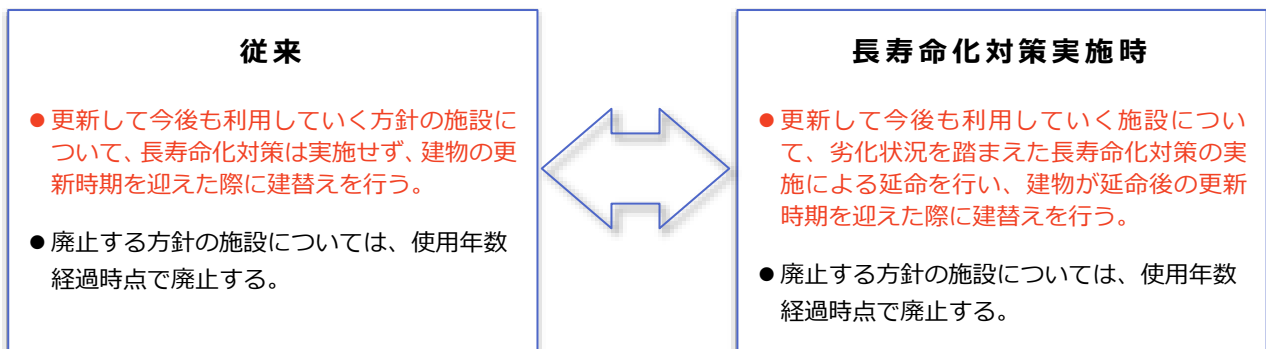 従来
●更新して今後も利用していく方針の施設に
ついて、長寿命化対策は実施せず、建物の更
新時期を迎えた際に建替えを行う。
●廃止する方針の施設については、使用年数
経過時点で廃止する。
長寿命化対策実施時
●更新して今後も利用していく施設につい
て、劣化状況を踏まえた長寿命化対策の実
施による延命を行い、建物が延命後の更新
時期を迎えた際に建替えを行う。
●廃止する方針の施設については、使用年数
経過時点で廃止する。